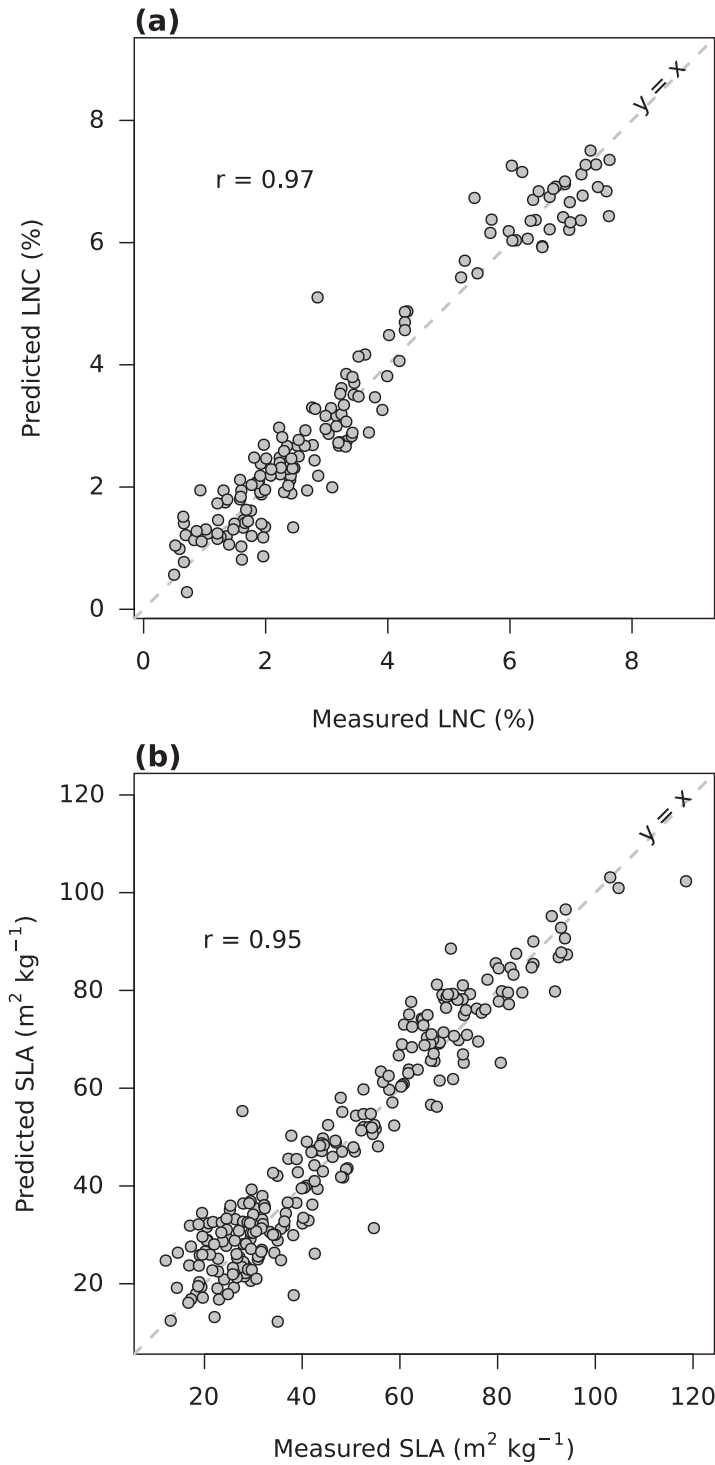 (a)
y = x
r = 0.97
Predicted LNC (%)
8
6
4
2
0
0 2 4 6 8
Measured LNC (%)
(b)
y = x
r = 0.95
Predicted SLA (m² kg⁻¹)
120
100
80
60
40
20
20 40 60 80 100 120
Measured SLA (m² kg⁻¹)